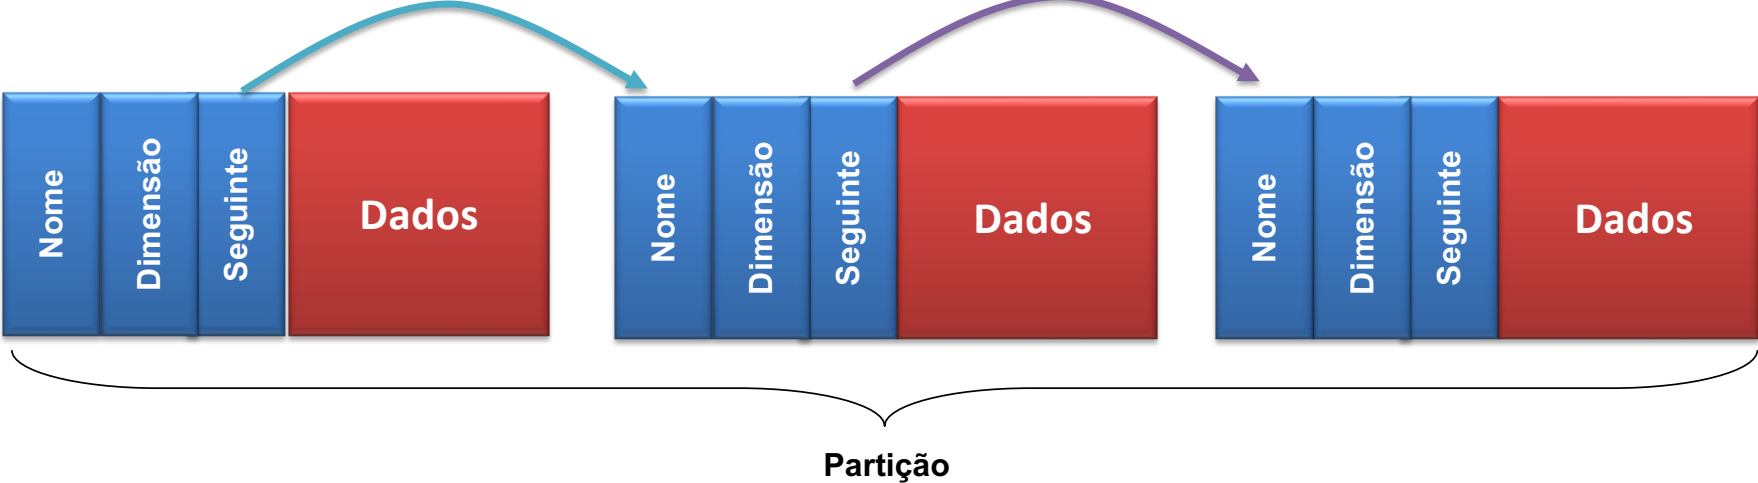 Nome
Dimensão
Seguinte
Dados
Nome
Dimensão
Seguinte
Dados
Nome
Dimensão
Seguinte
Dados
Partição